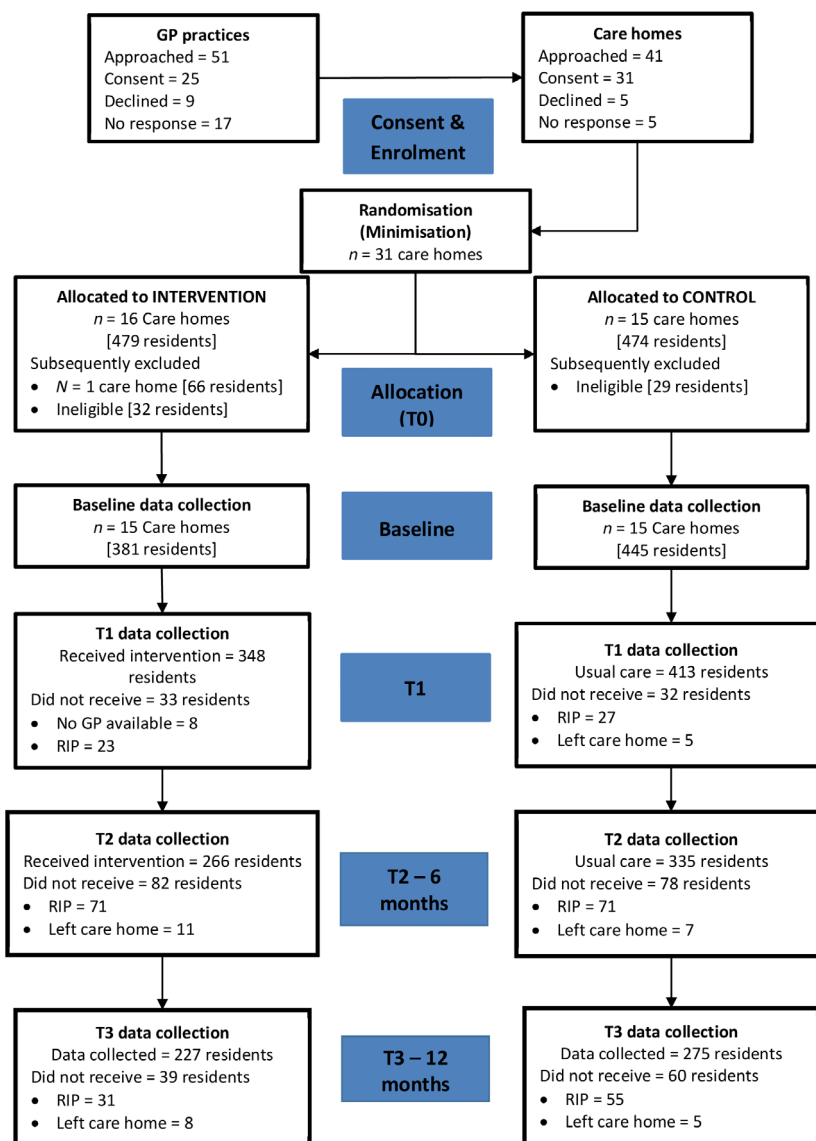 GP practices
Approached = 51
Consent = 25
Declined = 9
No response = 17
Care homes
Approached = 41
Consent = 31
Declined = 5
No response = 5
Consent &
Enrolment
Randomisation
(Minimisation)
n = 31 care homes
Allocated to INTERVENTION
n = 16 Care homes
[479 residents]
Subsequently excluded
• N = 1 care home [66 residents]
• Ineligible [32 residents]
Allocated to CONTROL
n = 15 care homes
[474 residents]
Subsequently excluded
• Ineligible [29 residents]
Allocation
(T0)
Baseline data collection
n = 15 Care homes
[381 residents]
Baseline
Baseline data collection
n = 15 Care homes
[445 residents]
T1 data collection
Received intervention = 348
residents
Did not receive = 33 residents
• No GP available = 8
• RIP = 23
T1
T1 data collection
Usual care = 413 residents
Did not receive = 32 residents
• RIP = 27
• Left care home = 5
T2 data collection
Received intervention = 266 residents
Did not receive = 82 residents
• RIP = 71
• Left care home = 11
T2 – 6
months
T2 data collection
Usual care = 335 residents
Did not receive = 78 residents
• RIP = 71
• Left care home = 7
T3 data collection
Data collected = 227 residents
Did not receive = 39 residents
• RIP = 31
• Left care home = 8
T3 – 12
months
T3 data collection
Data collected = 275 residents
Did not receive = 60 residents
• RIP = 55
• Left care home = 5